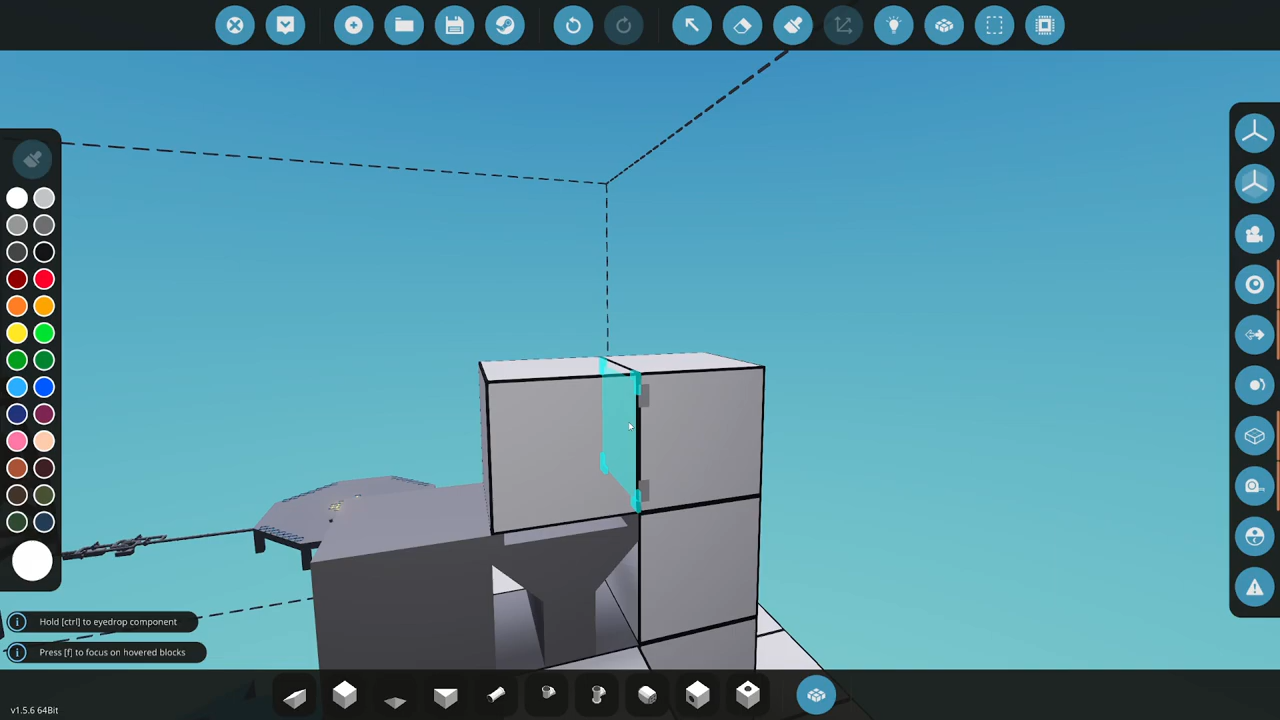 Hold [ctrl] to eyedrop component
Press [f] to focus on hovered blocks
v1.5.6 64Bit